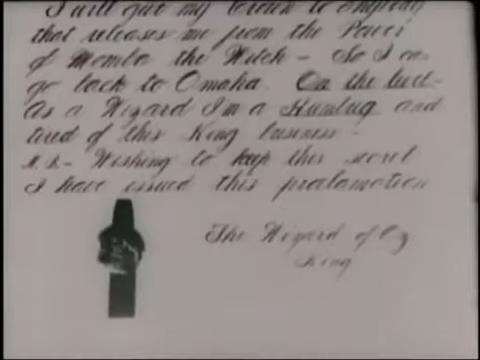 I will give my Crown to anybody
that releases me from the Power
of Momba the Witch – So I can
go back to Omaha. On the level–
As a Wizard I'm a Humbug and
tired of this King business –
N.B.– Wishing to keep this secret
I have issued this proclamation
The Wizard of Oz
King